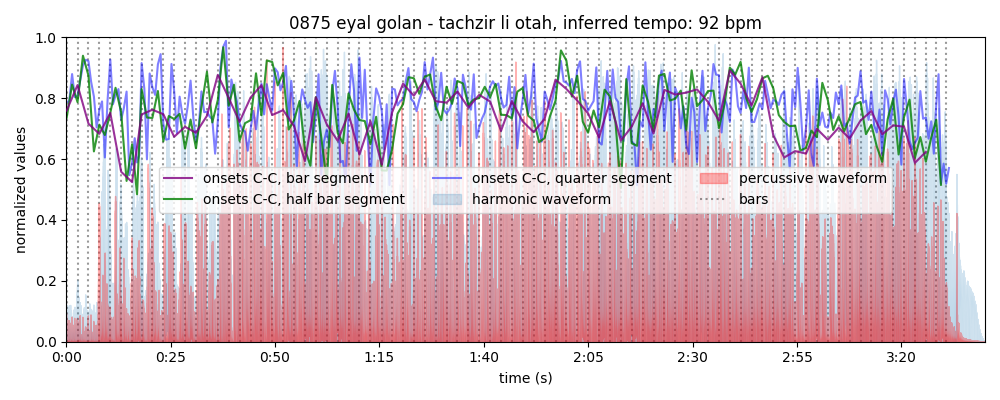 0875 eyal golan - tachzir li otah, inferred tempo: 92 bpm
1.0
0.8
0.6
0.4
0.2
0.0
normalized values
onsets C-C, bar segment
onsets C-C, half bar segment
onsets C-C, quarter segment
harmonic waveform
percussive waveform
bars
0:00 0:25 0:50 1:15 1:40 2:05 2:30 2:55 3:20
time (s)